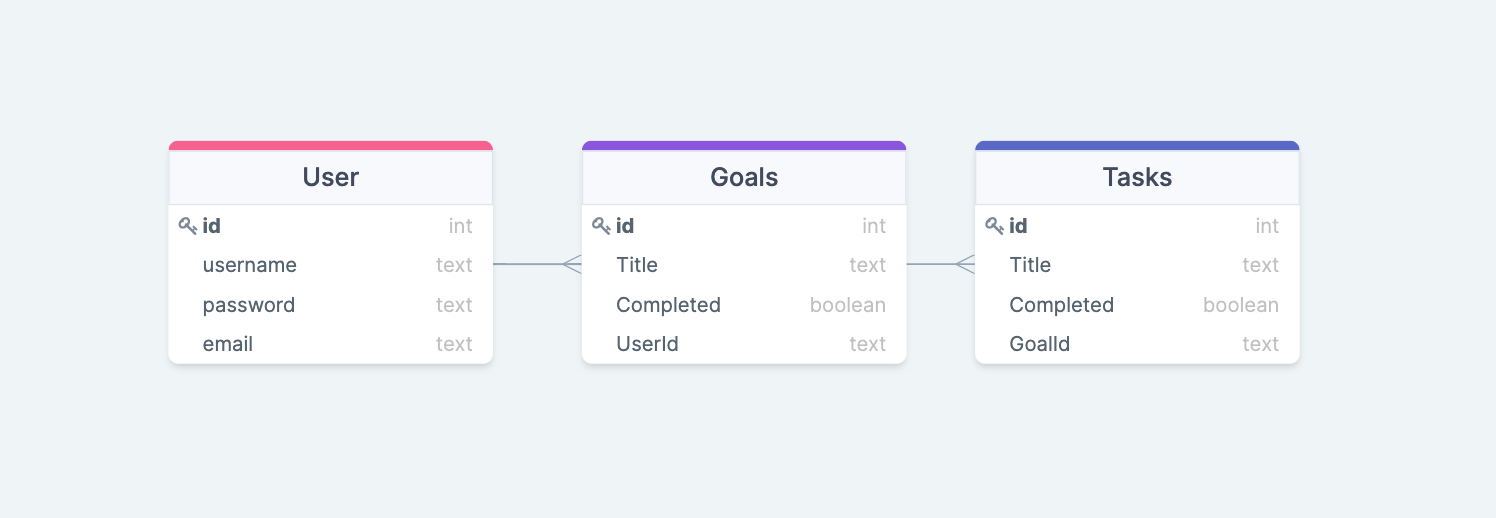 User
id int
username text
password text
email text
Goals
id int
Title text
Completed boolean
UserId text
Tasks
id int
Title text
Completed boolean
GoalId text